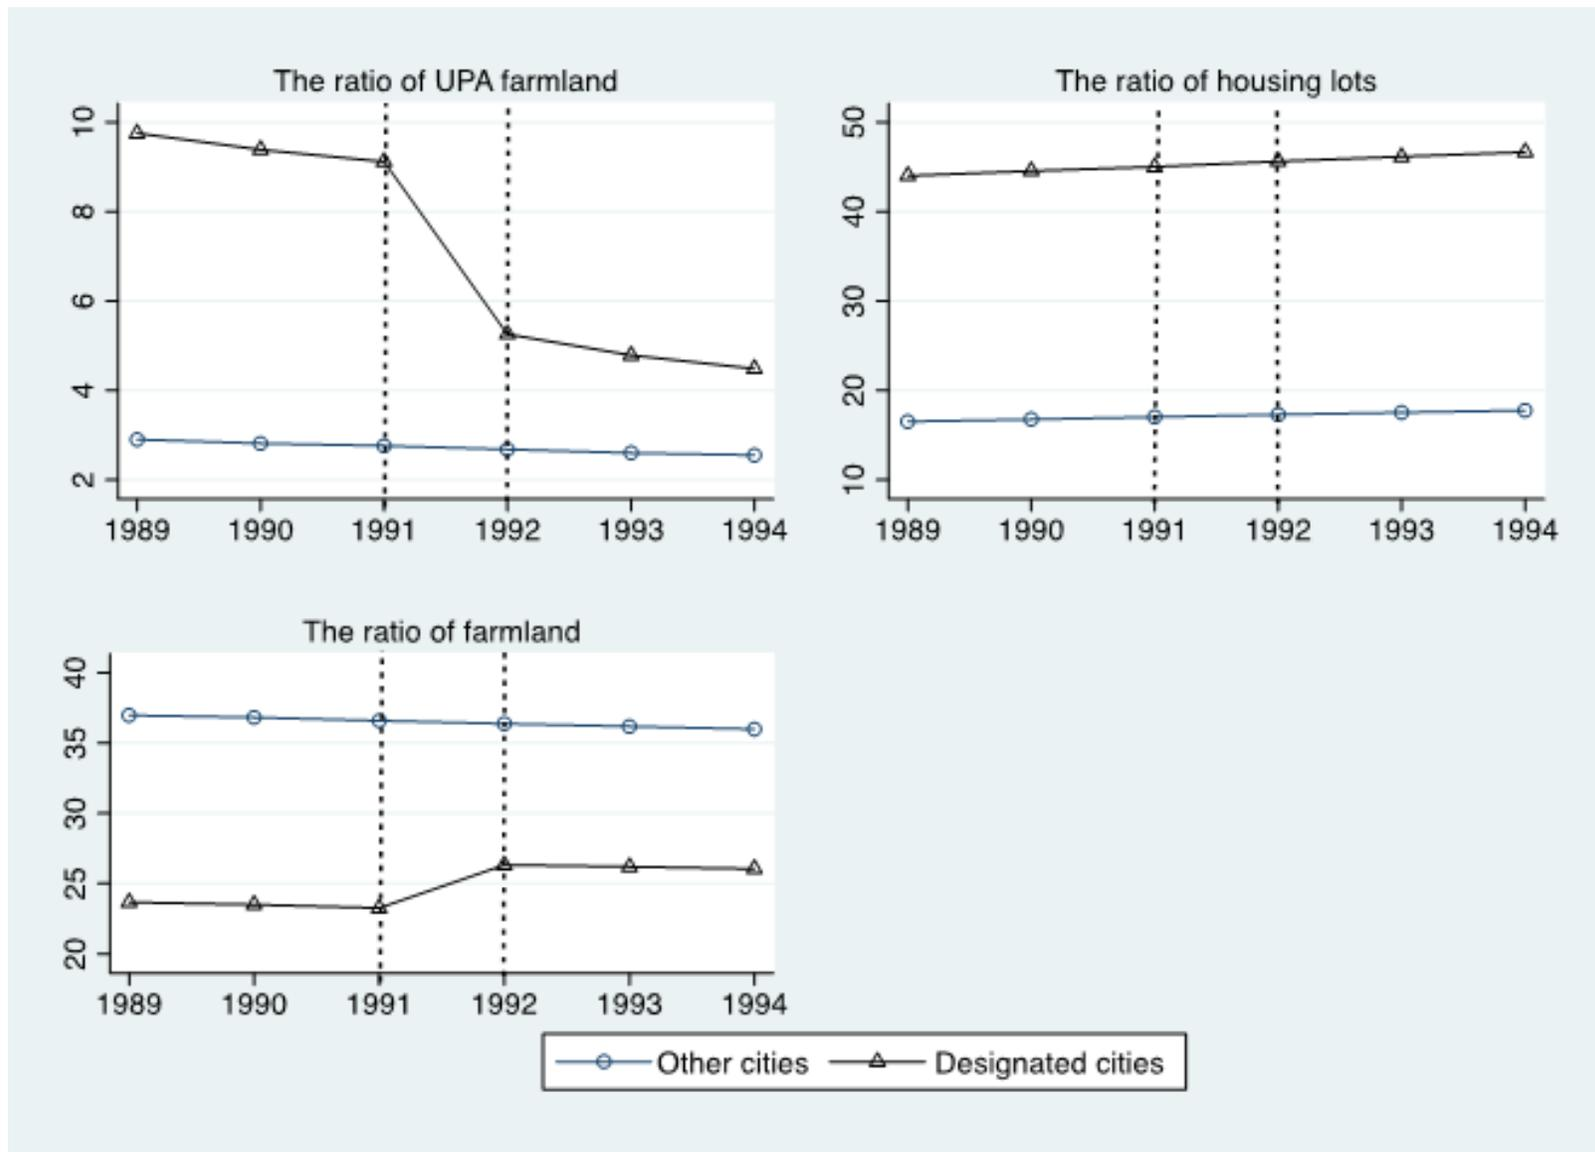 The ratio of UPA farmland
10
8
6
4
2
1989 1990 1991 1992 1993 1994
The ratio of housing lots
50
40
30
20
10
1989 1990 1991 1992 1993 1994
The ratio of farmland
40
35
30
25
20
1989 1990 1991 1992 1993 1994
Other cities Designated cities